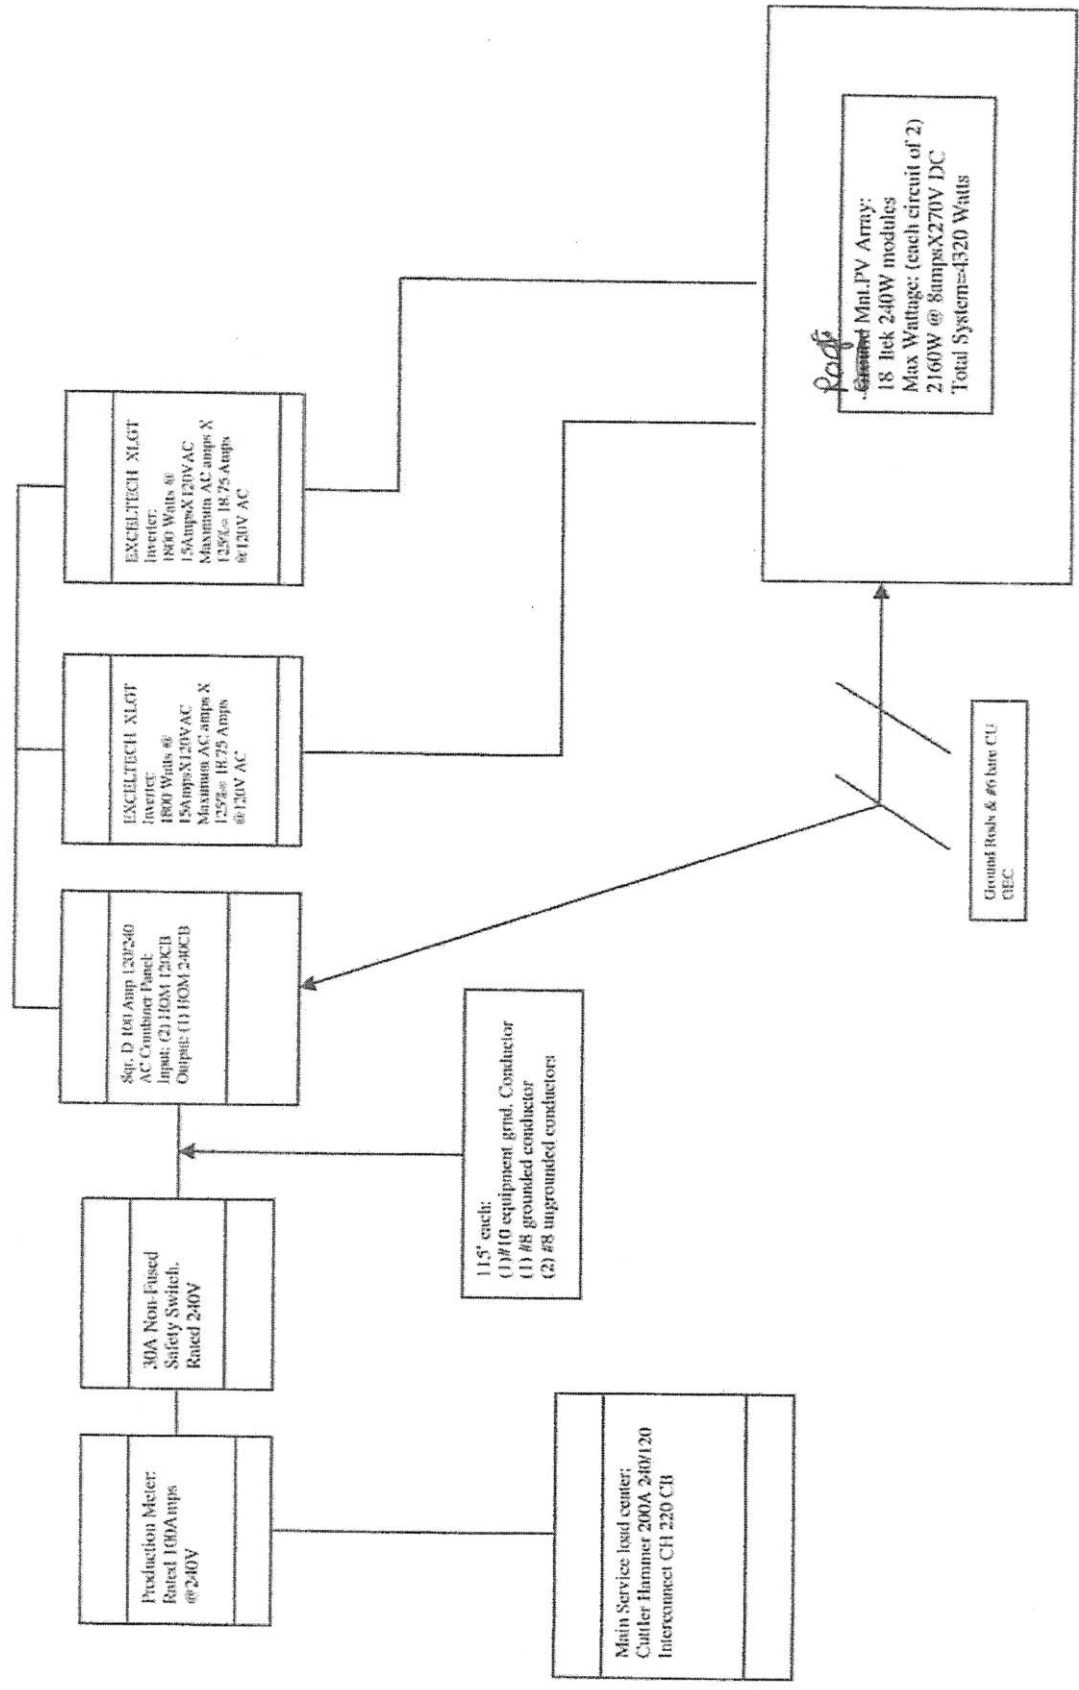 Production Meter:
Rated 100Amps
@240V
30A Non-Fused
Safety Switch.
Rated 240V
Sqr. D 100 Amp 120/240
AC Combiner Panel:
Input: (2) HOM 120CB
Output: (1) HOM 240CB
EXCELTECH XLGT
Inverter:
1800 Watts @
15AmpsX120VAC
Maximum AC amps X
125%= 18.75 Amps
@120V AC
EXCELTECH XLGT
Inverter:
1800 Watts @
15AmpsX120VAC
Maximum AC amps X
125%= 18.75 Amps
@120V AC
Main Service load center:
Cuttler Hammer 200A 240/120
Interconnect CH 220 CB
115' each:
(1)#10 equipment grnd. Conductor
(1) #8 grounded conductor
(2) #8 ungrounded conductors
Ground Rods & #6 bare CU
GEC
Roof
Ground Mnt.PV Array:
18 Itek 240W modules
Max Wattage: (each circuit of 2)
2160W @ 8ampsX270V DC
Total System=4320 Watts